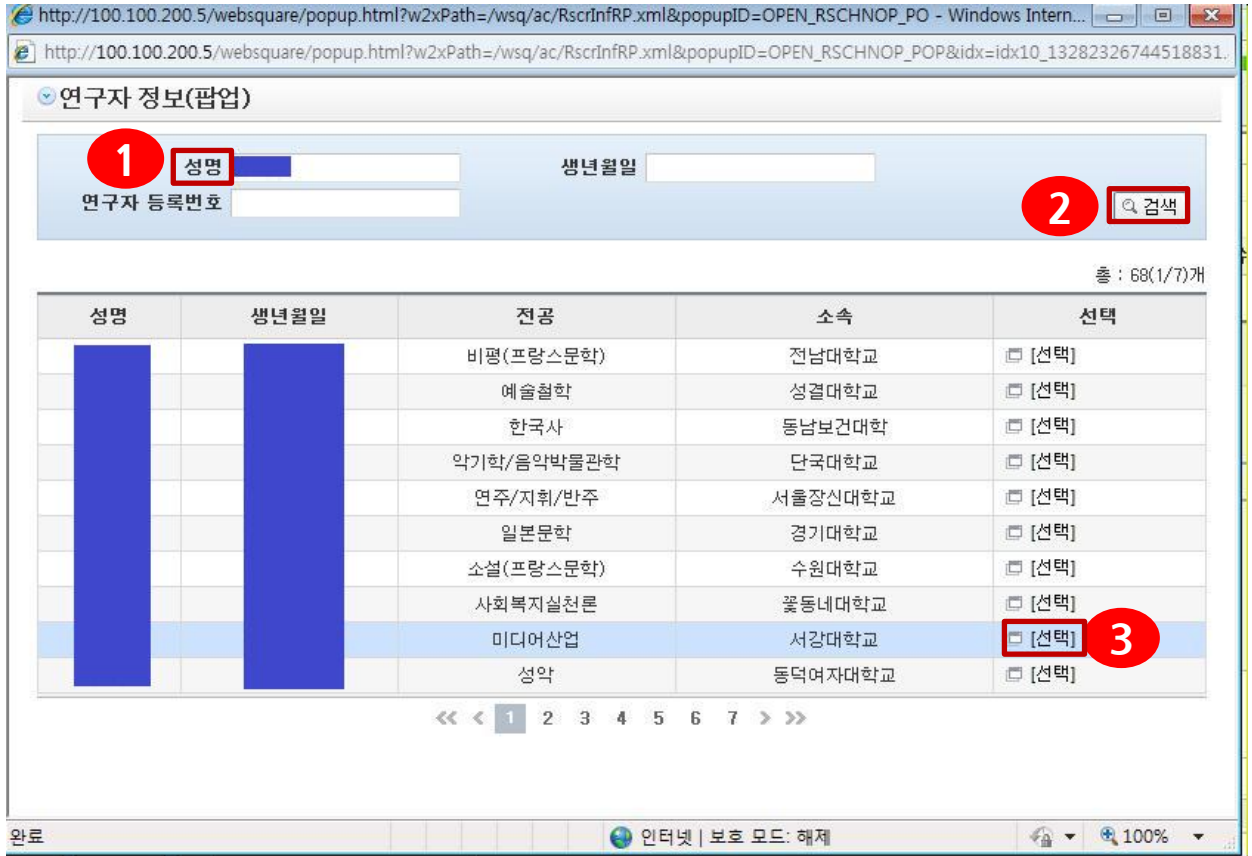 http://100.100.200.5/websquare/popup.html?w2xPath=/wsq/ac/RscrInfRP.xml&popupID=OPEN_RSCHNOP_PO - Windows Intern...
http://100.100.200.5/websquare/popup.html?w2xPath=/wsq/ac/RscrInfRP.xml&popupID=OPEN_RSCHNOP_POP&idx=idx10_13282326744518831.
연구자 정보(팝업)
1 성명 생년월일
연구자 등록번호 2 검색
총 : 68(1/7)개
성명 생년월일 전공 소속 선택
비평(프랑스문학) 전남대학교 [선택]
예술철학 성결대학교 [선택]
한국사 동남보건대학 [선택]
악기학/음악박물관학 단국대학교 [선택]
연주/지휘/반주 서울장신대학교 [선택]
일본문학 경기대학교 [선택]
소설(프랑스문학) 수원대학교 [선택]
사회복지실천론 꽃동네대학교 [선택]
미디어산업 서강대학교 [선택] 3
성악 동덕여자대학교 [선택]
<< < 1 2 3 4 5 6 7 > >>
완료 인터넷 | 보호 모드: 해제 100%